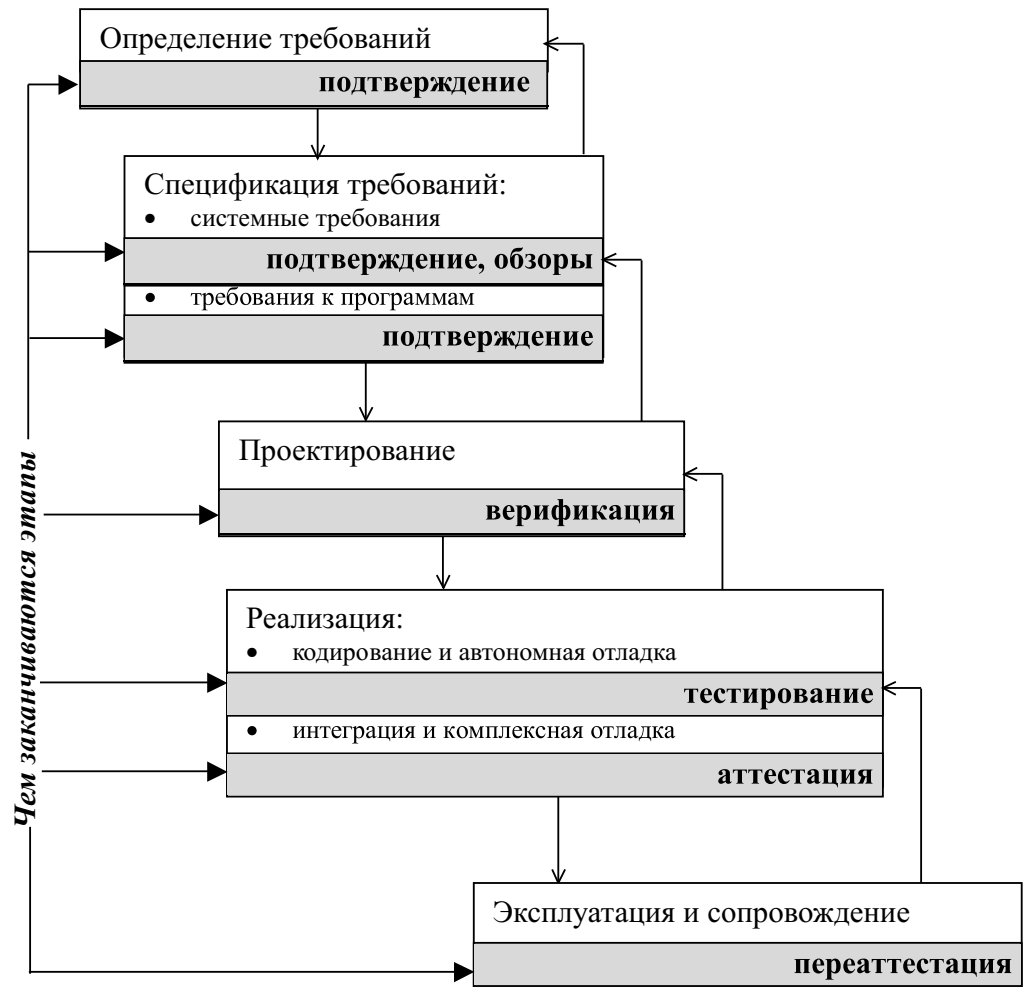 Определение требований
подтверждение
Спецификация требований:
• системные требования
подтверждение, обзоры
• требования к программам
подтверждение
Проектирование
верификация
Реализация:
• кодирование и автономная отладка
тестирование
• интеграция и комплексная отладка
аттестация
Эксплуатация и сопровождение
переаттестация
Чем заканчиваются этапы